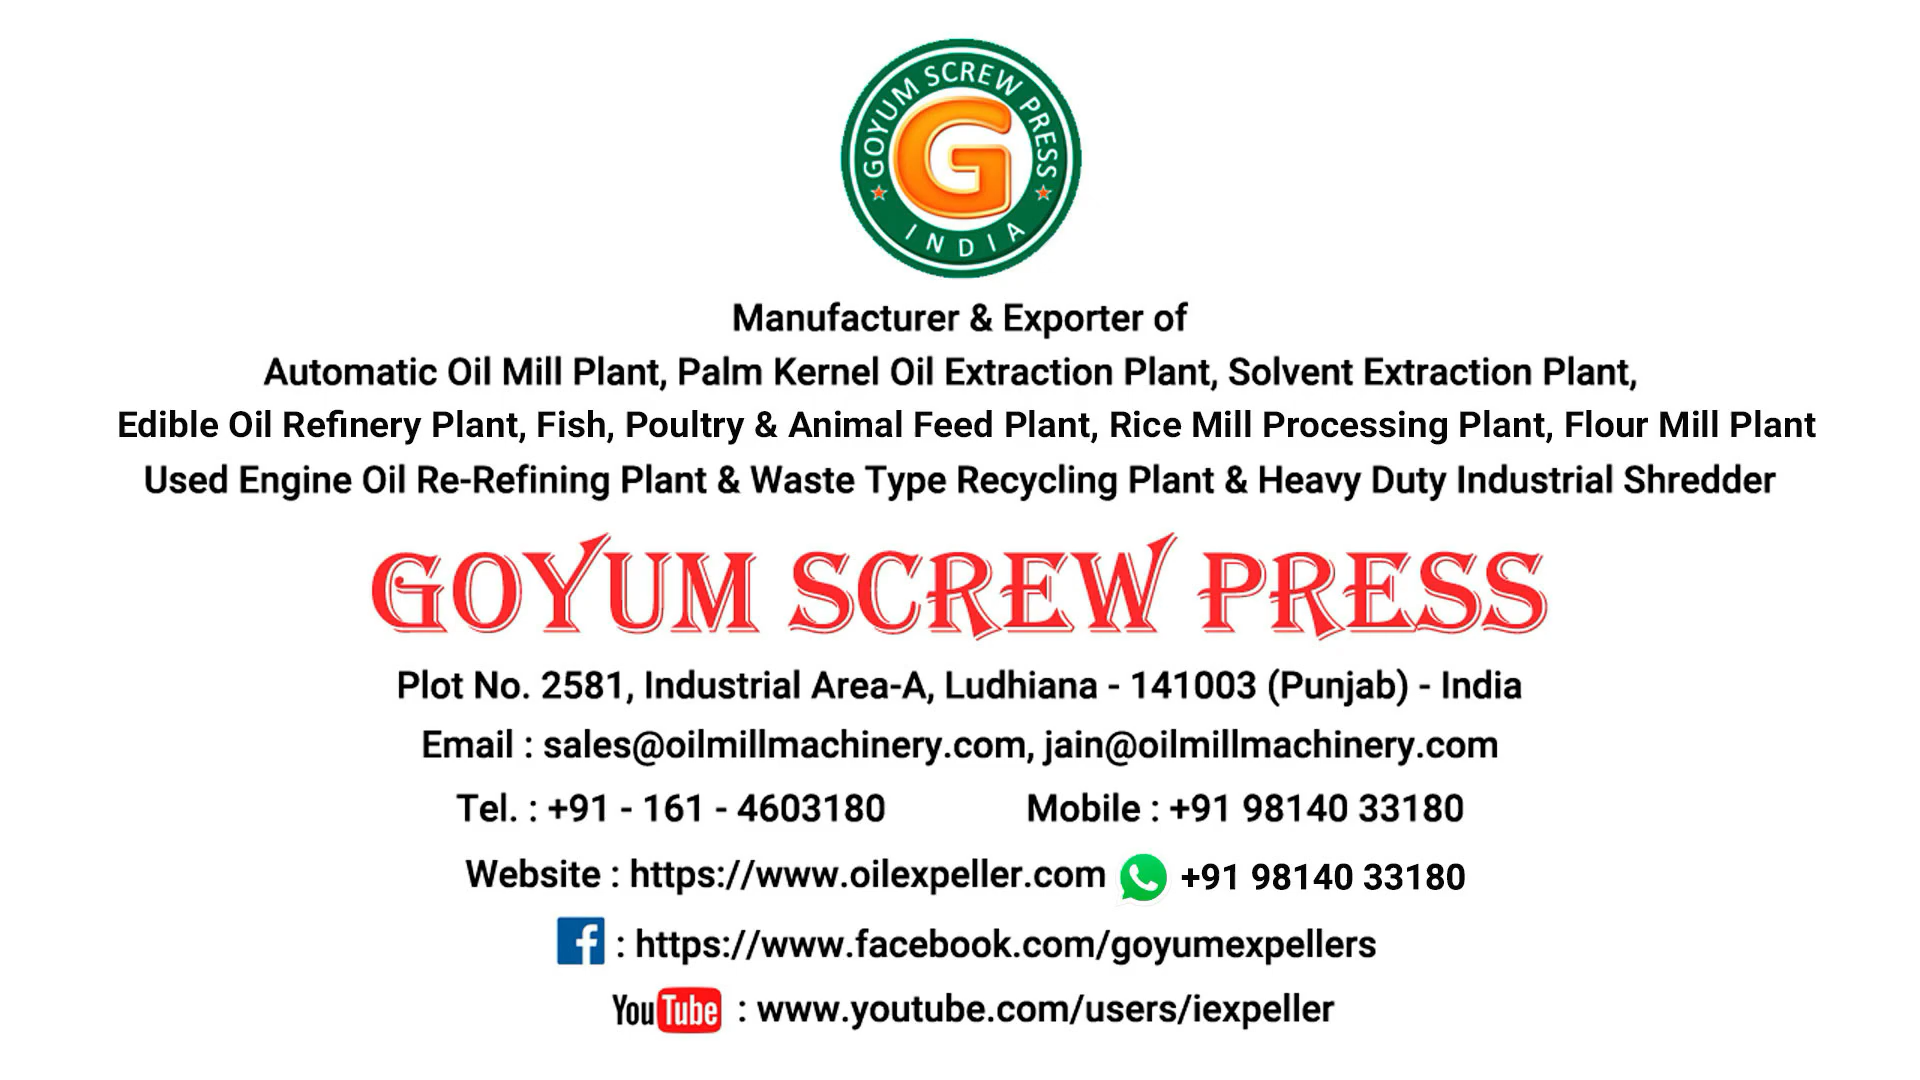 GOYUM SCREW PRESS
G
INDIA
Manufacturer & Exporter of
Automatic Oil Mill Plant, Palm Kernel Oil Extraction Plant, Solvent Extraction Plant,
Edible Oil Refinery Plant, Fish, Poultry & Animal Feed Plant, Rice Mill Processing Plant, Flour Mill Plant
Used Engine Oil Re-Refining Plant & Waste Type Recycling Plant & Heavy Duty Industrial Shredder
GOYUM SCREW PRESS
Plot No. 2581, Industrial Area-A, Ludhiana - 141003 (Punjab) - India
Email : sales@oilmillmachinery.com, jain@oilmillmachinery.com
Tel. : +91 - 161 - 4603180 Mobile : +91 98140 33180
Website : https://www.oilexpeller.com +91 98140 33180
f : https://www.facebook.com/goyumexpellers
YouTube : www.youtube.com/users/iexpeller